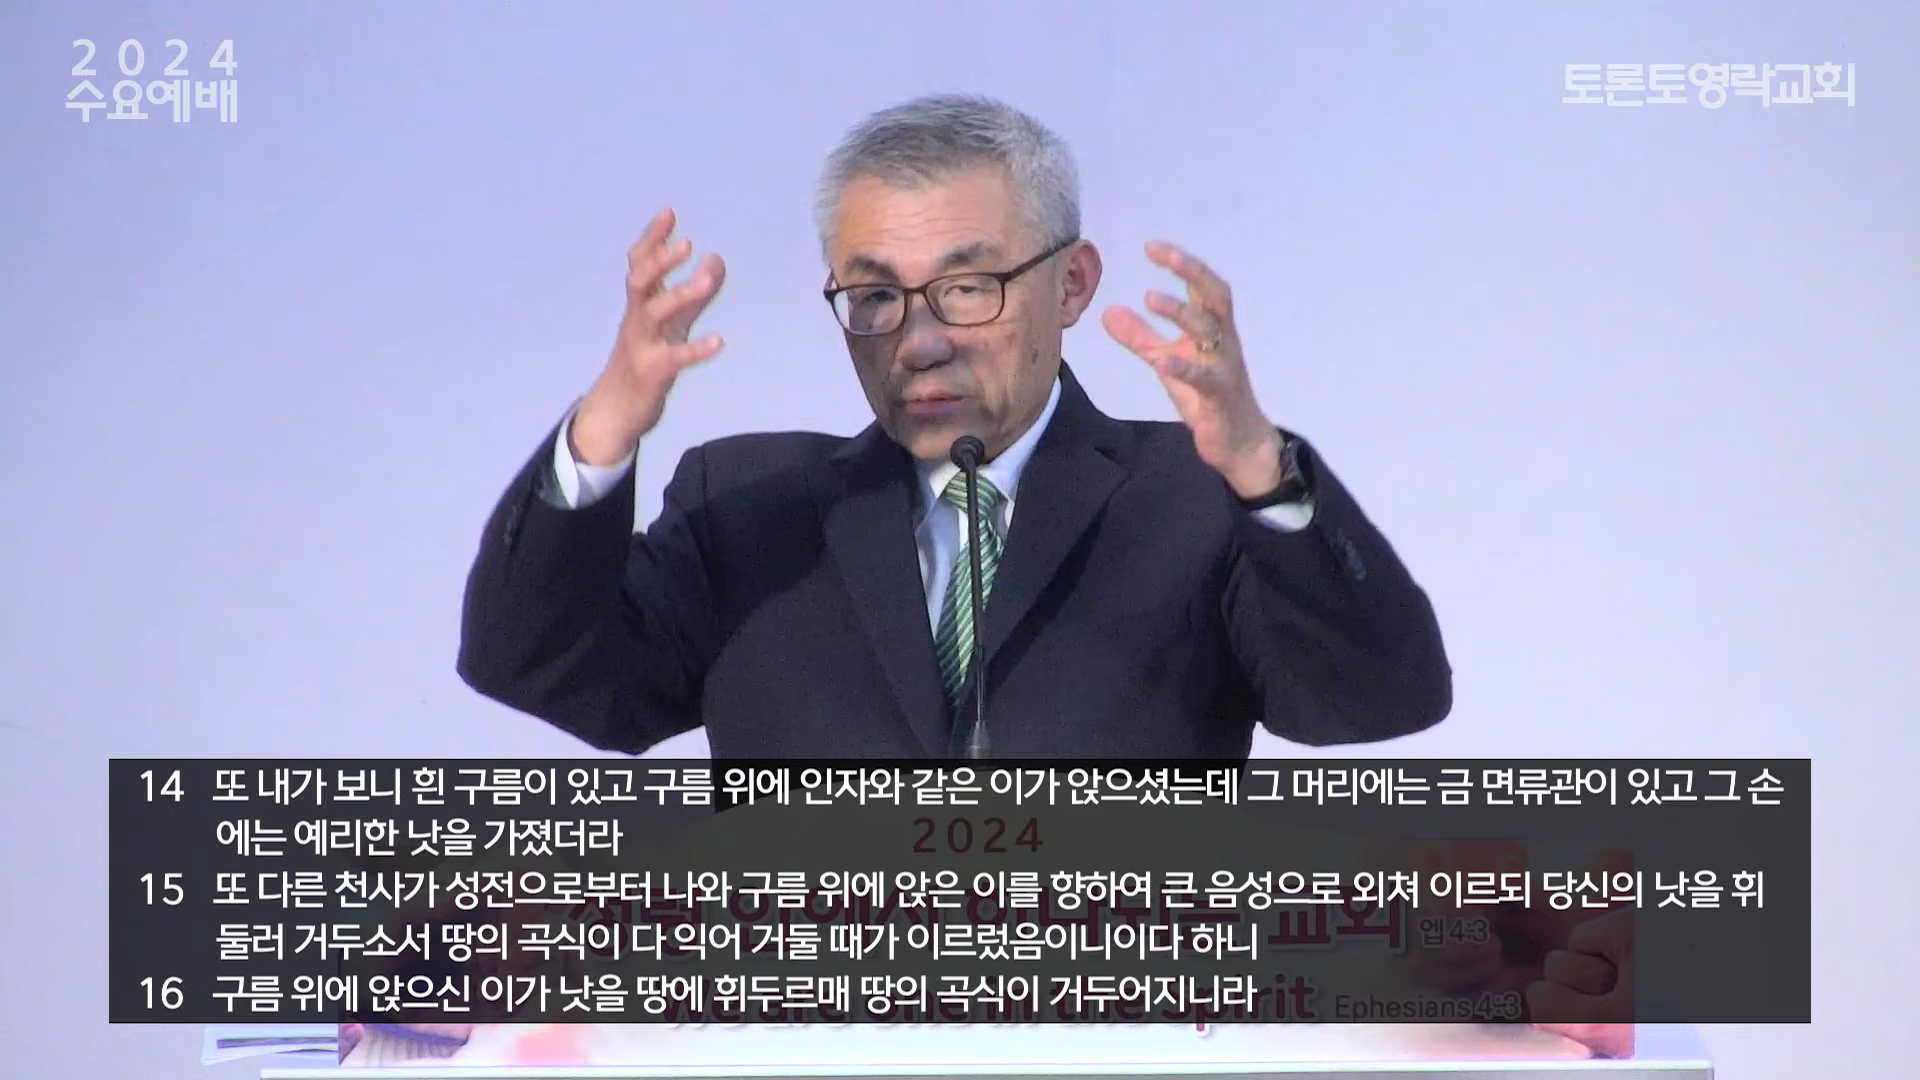 2024
수요예배
토론토영락교회
14 또 내가 보니 흰 구름이 있고 구름 위에 인자와 같은 이가 앉으셨는데 그 머리에는 금 면류관이 있고 그 손
에는 예리한 낫을 가졌더라
15 또 다른 천사가 성전으로부터 나와 구름 위에 앉은 이를 향하여 큰 음성으로 외쳐 이르되 당신의 낫을 휘
둘러 거두소서 땅의 곡식이 다 익어 거둘 때가 이르렀음이니이다 하니
16 구름 위에 앉으신 이가 낫을 땅에 휘두르매 땅의 곡식이 거두어지니라
2024
교회 엡 4:3
We are one in the Spirit Ephesians 4:3